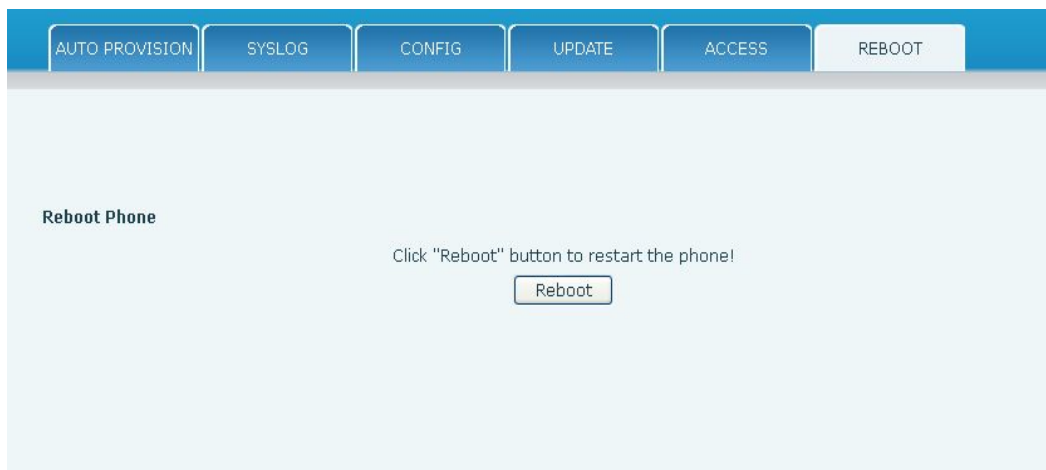 AUTO PROVISION SYSLOG CONFIG UPDATE ACCESS REBOOT
Reboot Phone
Click "Reboot" button to restart the phone!
Reboot